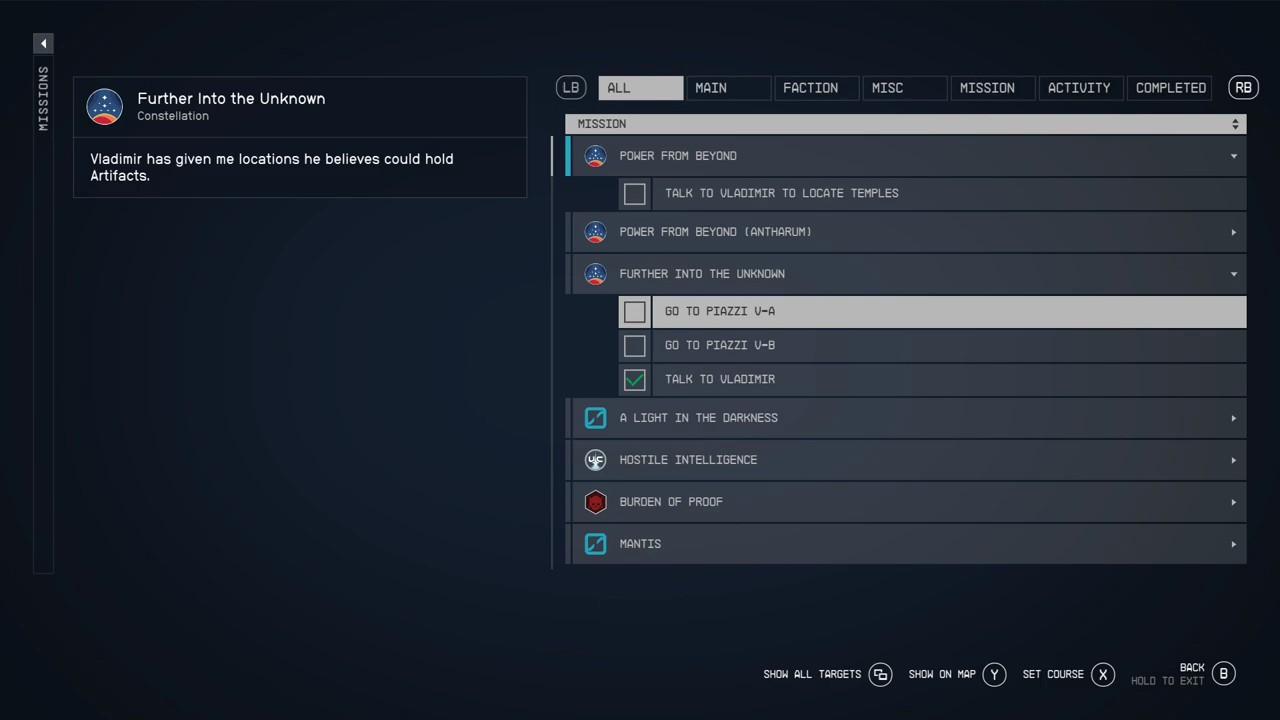 MISSIONS
Further Into the Unknown
Constellation
Vladimir has given me locations he believes could hold
Artifacts.
LB
ALL
MAIN
FACTION
MISC
MISSION
ACTIVITY
COMPLETED
RB
MISSION
POWER FROM BEYOND
TALK TO VLADIMIR TO LOCATE TEMPLES
POWER FROM BEYOND (ANTHARUM)
FURTHER INTO THE UNKNOWN
GO TO PIAZZI V-A
GO TO PIAZZI V-B
TALK TO VLADIMIR
A LIGHT IN THE DARKNESS
UC
HOSTILE INTELLIGENCE
BURDEN OF PROOF
MANTIS
SHOW ALL TARGETS
SHOW ON MAP Y
SET COURSE X
BACK B
HOLD TO EXIT